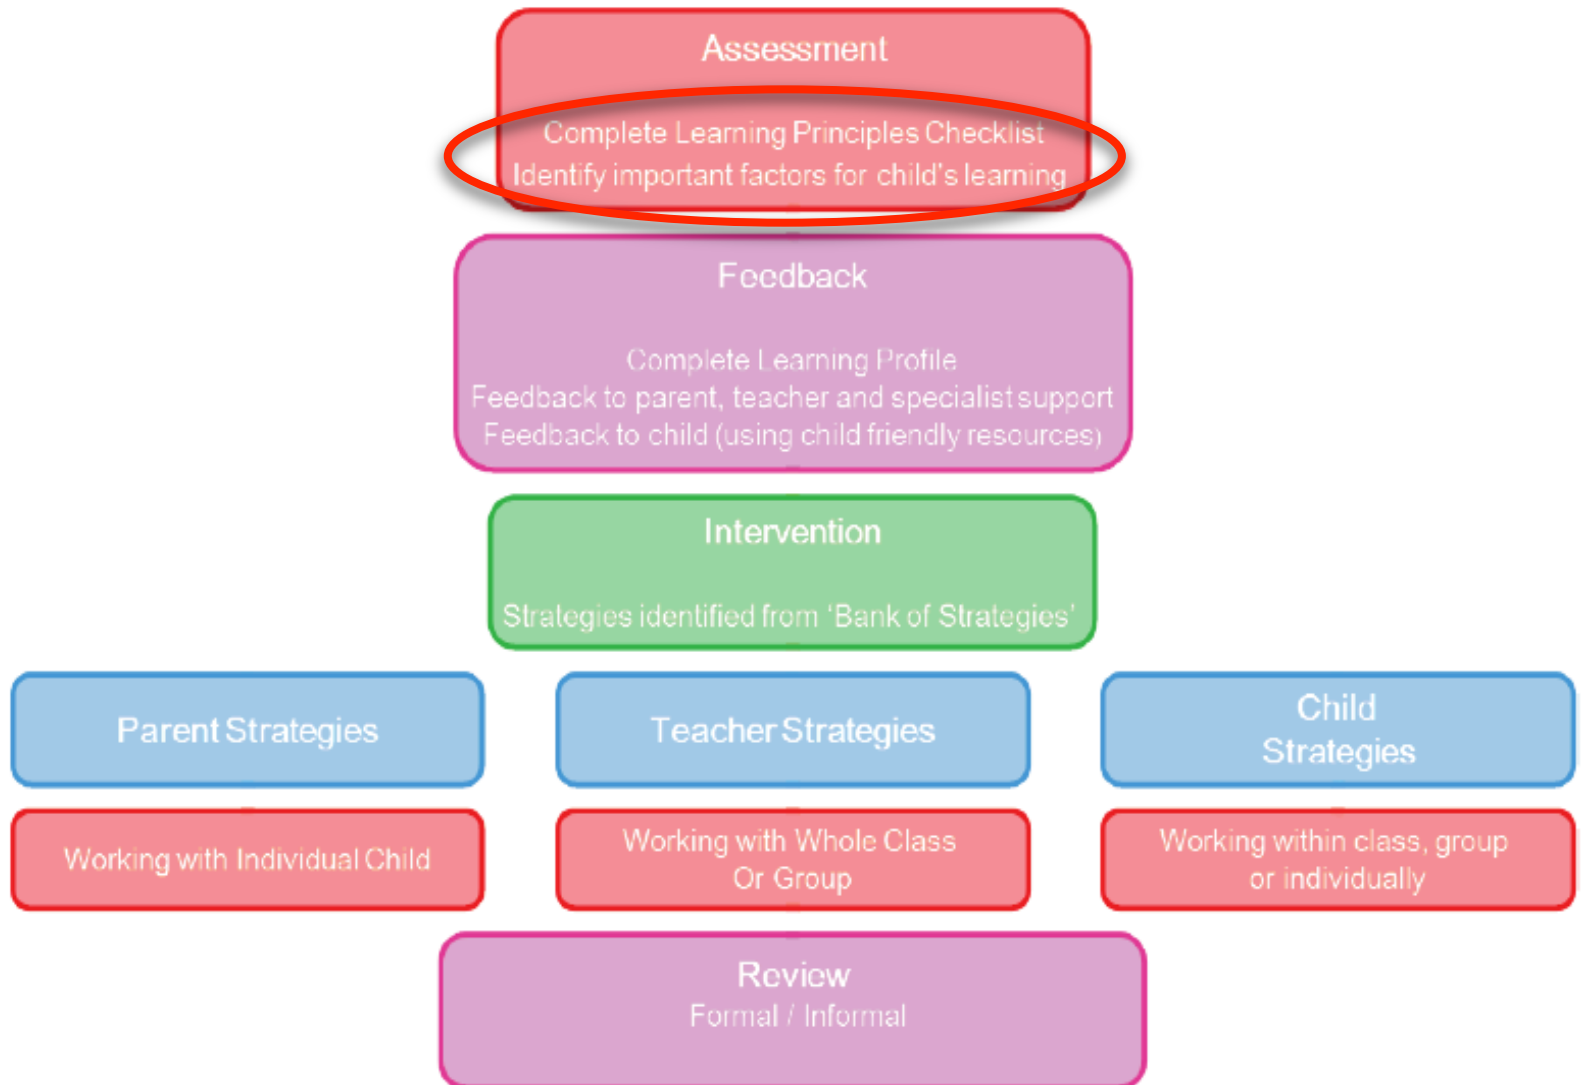 Assessment
Complete Learning Principles Checklist
Identify important factors for child's learning
Feedback
Complete Learning Profile
Feedback to parent, teacher and specialist support
Feedback to child (using child friendly resources)
Intervention
Strategies identified from 'Bank of Strategies'
Parent Strategies
Teacher Strategies
Child
Strategies
Working with Individual Child
Working with Whole Class
Or Group
Working within class, group
or individually
Review
Formal / Informal